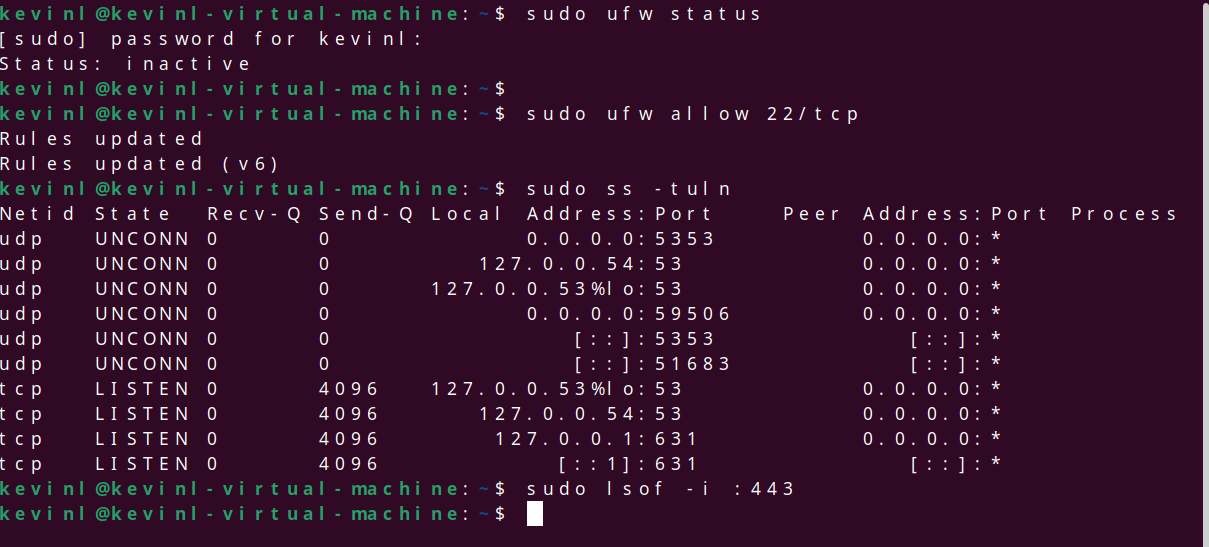 kevinl@kevinl-virtual-machine:~$ sudo ufw status
[sudo] password for kevinl:
Status: inactive
kevinl@kevinl-virtual-machine:~$
kevinl@kevinl-virtual-machine:~$ sudo ufw allow 22/tcp
Rules updated
Rules updated (v6)
kevinl@kevinl-virtual-machine:~$ sudo ss -tuln
Netid State  Recv-Q Send-Q Local  Address:Port    Peer Address:Port Process
udp   UNCONN 0      0            0.0.0.0:5353         0.0.0.0:*
udp   UNCONN 0      0         127.0.0.54:53           0.0.0.0:*
udp   UNCONN 0      0      127.0.0.53%lo:53           0.0.0.0:*
udp   UNCONN 0      0            0.0.0.0:59506        0.0.0.0:*
udp   UNCONN 0      0               [::]:5353            [::]:*
udp   UNCONN 0      0               [::]:51683           [::]:*
tcp   LISTEN 0      4096   127.0.0.53%lo:53           0.0.0.0:*
tcp   LISTEN 0      4096      127.0.0.54:53           0.0.0.0:*
tcp   LISTEN 0      4096       127.0.0.1:631          0.0.0.0:*
tcp   LISTEN 0      4096           [::1]:631             [::]:*
kevinl@kevinl-virtual-machine:~$ sudo lsof -i :443
kevinl@kevinl-virtual-machine:~$